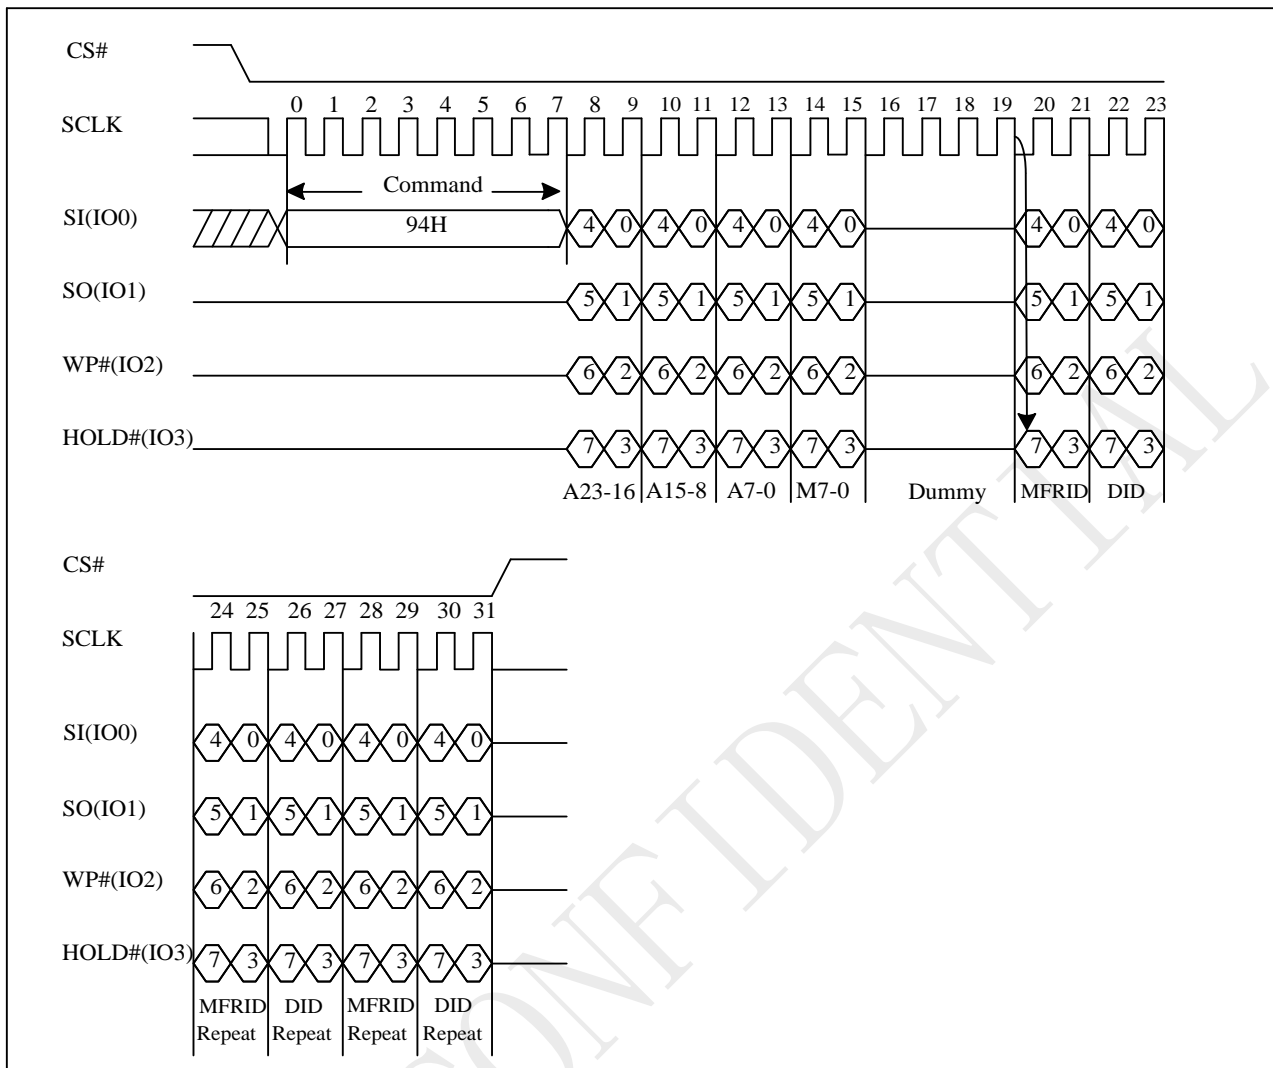 CS#
0 1 2 3 4 5 6 7 8 9 10 11 12 13 14 15 16 17 18 19 20 21 22 23
SCLK
Command
SI(IO0) 94H 4 0 4 0 4 0 4 0 4 0 4 0
SO(IO1) 5 1 5 1 5 1 5 1 5 1 5 1
WP#(IO2) 6 2 6 2 6 2 6 2 6 2 6 2
HOLD#(IO3) 7 3 7 3 7 3 7 3 7 3 7 3
A23-16 A15-8 A7-0 M7-0 Dummy MFRID DID
CS#
24 25 26 27 28 29 30 31
SCLK
SI(IO0) 4 0 4 0 4 0 4 0
SO(IO1) 5 1 5 1 5 1 5 1
WP#(IO2) 6 2 6 2 6 2 6 2
HOLD#(IO3) 7 3 7 3 7 3 7 3
MFRID DID MFRID DID
Repeat Repeat Repeat Repeat
CONFIDENTIAL